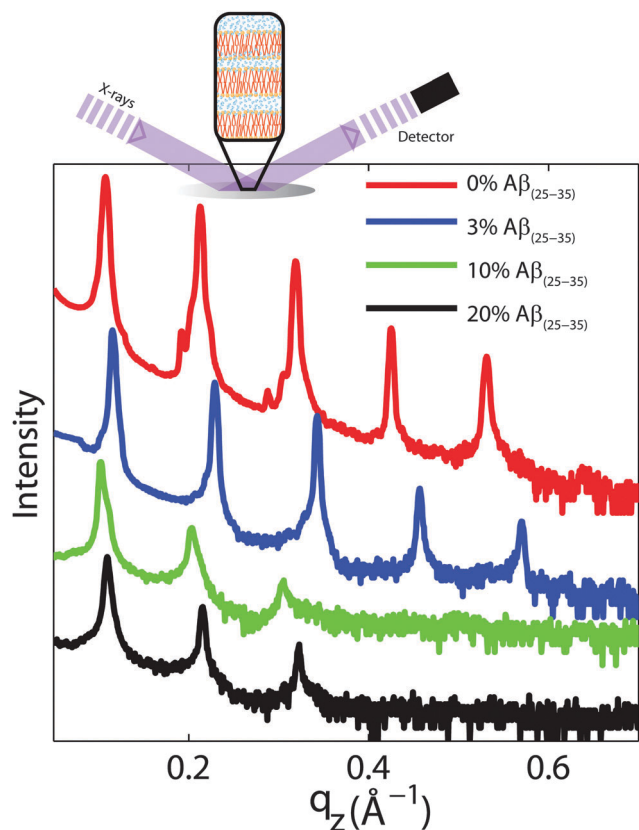 X-rays
Detector
0% Aβ(25−35)
3% Aβ(25−35)
10% Aβ(25−35)
20% Aβ(25−35)
Intensity
0.2 0.4 0.6
qz(Å−1)